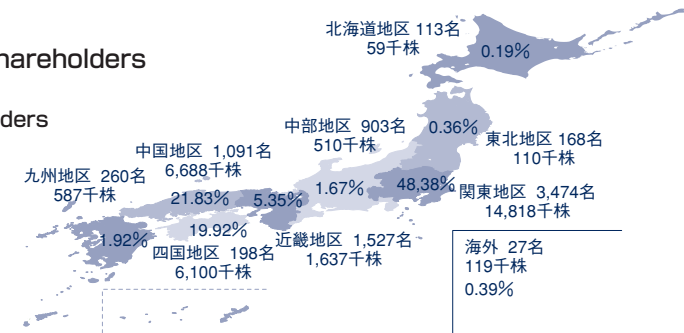 hareholders
ders
北海道地区 113名
59千株
0.19%
0.36%
東北地区 168名
110千株
中部地区 903名
510千株
1.67%
48,38%
関東地区 3,474名
14,818千株
中国地区 1,091名
6,688千株
21.83%
5.35%
近畿地区 1,527名
1,637千株
九州地区 260名
587千株
1.92%
19.92%
四国地区 198名
6,100千株
海外 27名
119千株
0.39%